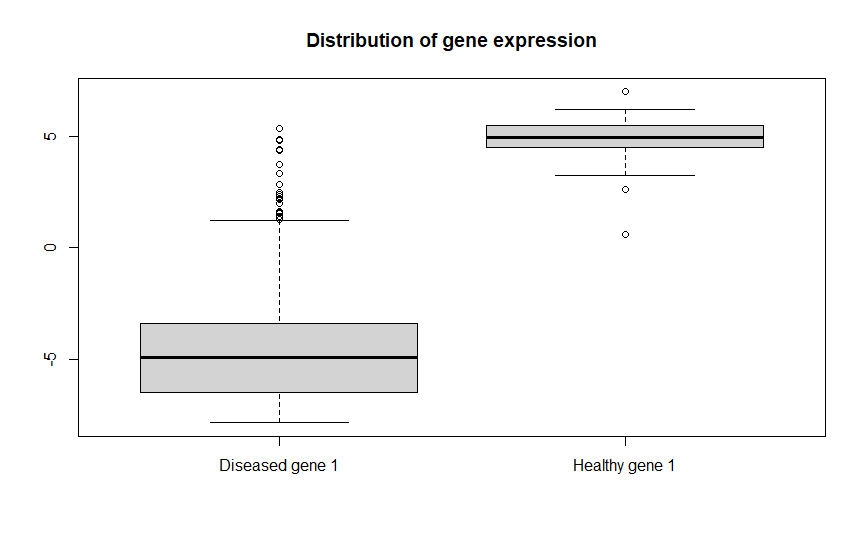 Distribution of gene expression
5
0
-5
Diseased gene 1
Healthy gene 1